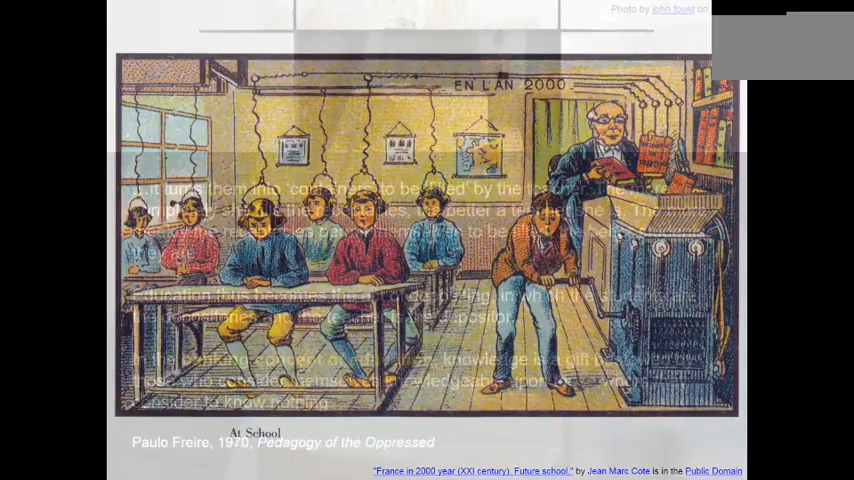 Photo by john foust on
EN L'AN 2000
...it turns them into 'containers' to be 'filled' by the teacher. The more
completely she fills the receptacles, the better a teacher she is. The
meekly the receptacles permit themselves to be filled, the better
they are.
Education thus becomes the act of depositing, in which the students are
the depositories and the teacher is the depositor.
In the banking concept of education, knowledge is a gift
those who consider themselves knowledgeable upon those whom they
consider to know nothing.
At School
Paulo Freire, 1970, Pedagogy of the Oppressed
"France in 2000 year (XXI century). Future school." by Jean Marc Cote is in the Public Domain